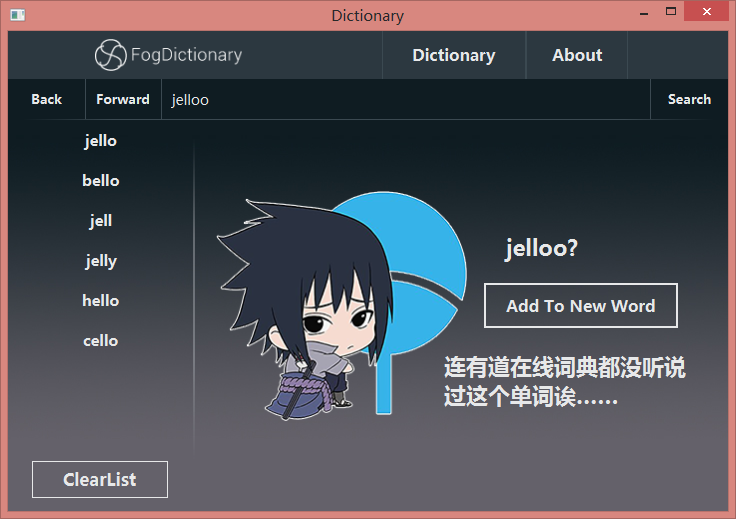 Dictionary
FogDictionary
Dictionary
About
Back
Forward
jelloo
Search
jello
bello
jell
jelly
hello
cello
jelloo?
Add To New Word
连有道在线词典都没听说
过这个单词诶……
ClearList